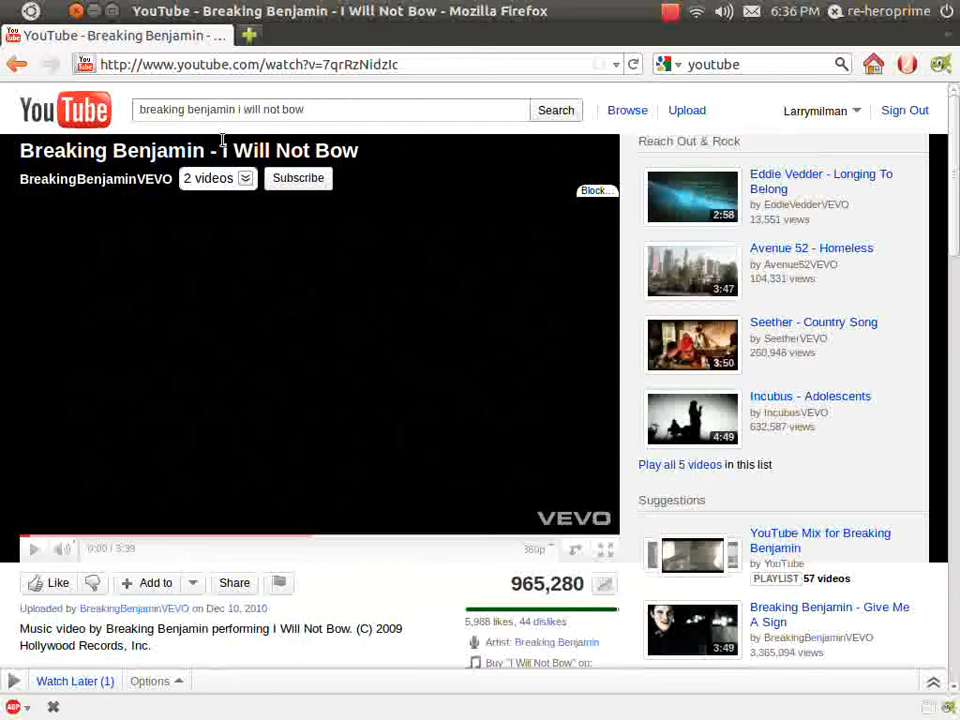 YouTube - Breaking Benjamin - I Will Not Bow - Mozilla Firefox
6:36 PM
re-heroprime
YouTube - Breaking Benjamin - ...
http://www.youtube.com/watch?v=7qrRzNidzIc
youtube
YouTube
breaking benjamin i will not bow
Search
Browse
Upload
Larrymilman
Sign Out
Breaking Benjamin - I Will Not Bow
BreakingBenjaminVEVO
2 videos
Subscribe
Block...
VEVO
0:00 / 3:39
360p
Like
Add to
Share
965,280
Uploaded by BreakingBenjaminVEVO on Dec 10, 2010
5,988 likes, 44 dislikes
Music video by Breaking Benjamin performing I Will Not Bow. (C) 2009
Hollywood Records, Inc.
Artist: Breaking Benjamin
Buy "I Will Not Bow" on:
Reach Out & Rock
Eddie Vedder - Longing To
Belong
by EddieVedderVEVO
13,551 views
2:58
Avenue 52 - Homeless
by Avenue52VEVO
104,331 views
3:47
Seether - Country Song
by SeetherVEVO
260,948 views
3:50
Incubus - Adolescents
by IncubusVEVO
632,587 views
4:49
Play all 5 videos in this list
Suggestions
YouTube Mix for Breaking
Benjamin
by YouTube
PLAYLIST 57 videos
Breaking Benjamin - Give Me
A Sign
by BreakingBenjaminVEVO
3,365,094 views
3:49
Watch Later (1)
Options
ABP